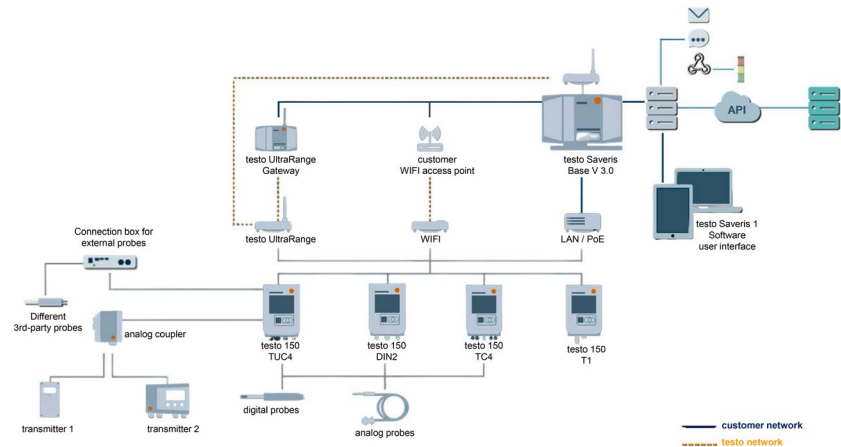 API
testo UltraRange
Gateway
customer
WIFI access point
testo Saveris
Base V 3.0
testo Saveris 1
Software
user interface
testo UltraRange
WIFI
LAN / PoE
Connection box for
external probes
Different
3rd-party probes
analog coupler
testo 150
TUC4
testo 150
DIN2
testo 150
TC4
testo 150
T1
transmitter 1
transmitter 2
digital probes
analog probes
customer network
testo network